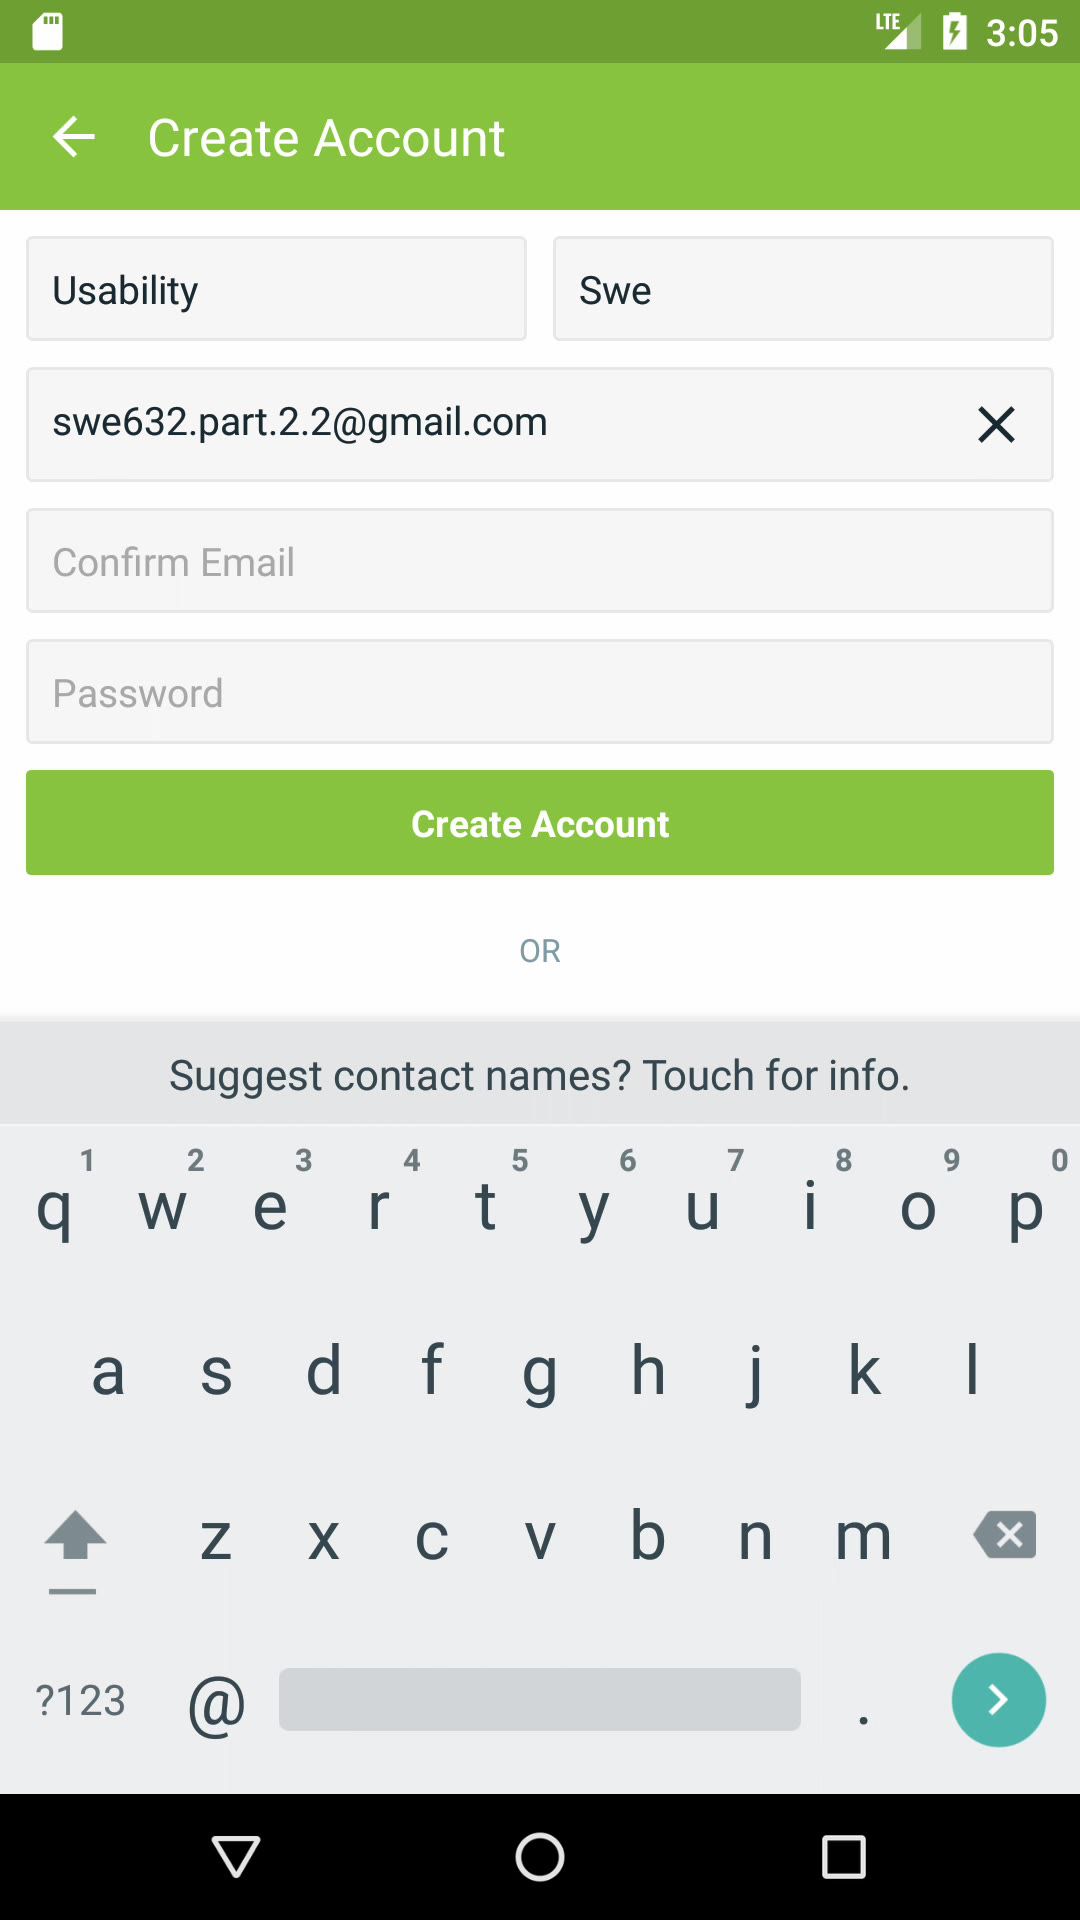 LTE 3:05
Create Account
Usability Swe
swe632.part.2.2@gmail.com
Confirm Email
Password
Create Account
OR
Suggest contact names? Touch for info.
1 2 3 4 5 6 7 8 9 0
q w e r t y u i o p
a s d f g h j k l
z x c v b n m
?123 @ .